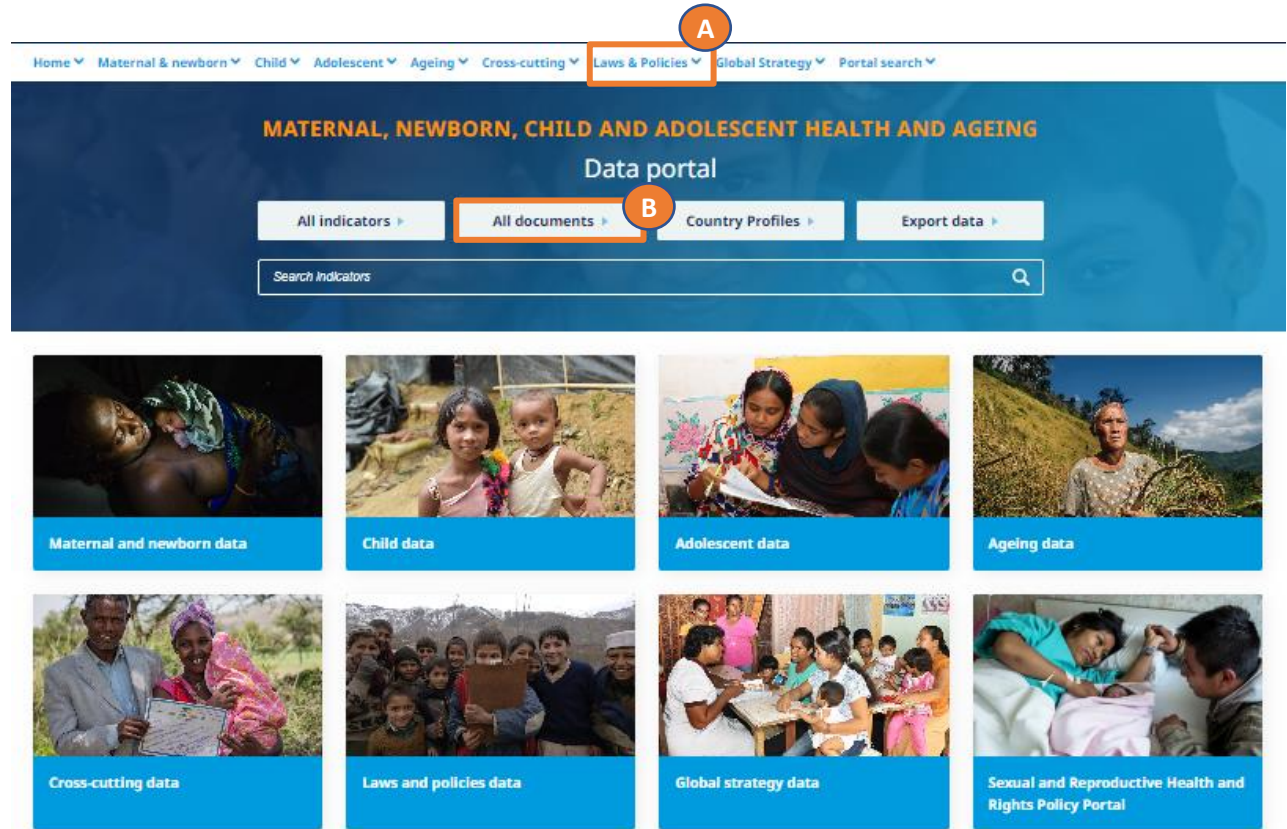 A
Home Maternal & newborn Child Adolescent Ageing Cross-cutting Laws & Policies Global Strategy Portal search
MATERNAL, NEWBORN, CHILD AND ADOLESCENT HEALTH AND AGEING
Data portal
B
All indicators All documents Country Profiles Export data
Search Indicators
Maternal and newborn data
Child data
Adolescent data
Ageing data
Cross-cutting data
Laws and policies data
Global strategy data
Sexual and Reproductive Health and
Rights Policy Portal